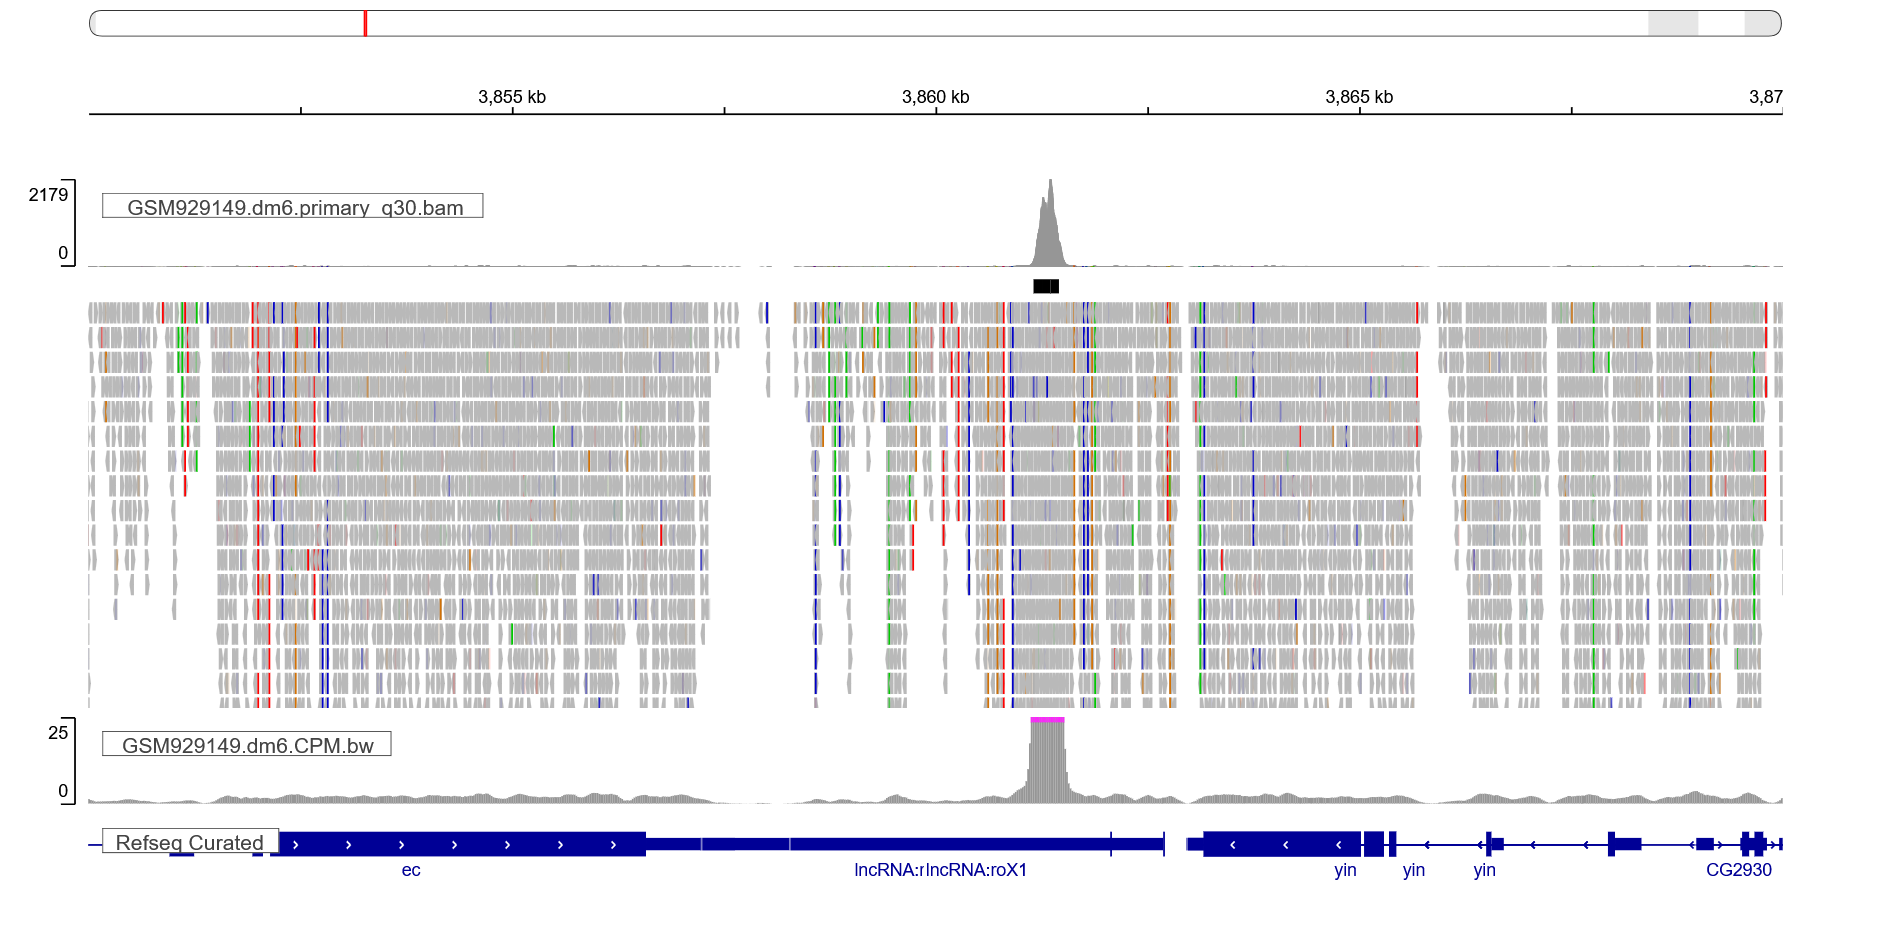 3,855 kb 3,860 kb 3,865 kb 3,87
2179
GSM929149.dm6.primary_q30.bam
0
25
GSM929149.dm6.CPM.bw
0
Refseq Curated
ec lncRNA:rlncRNA:roX1 yin yin yin CG2930